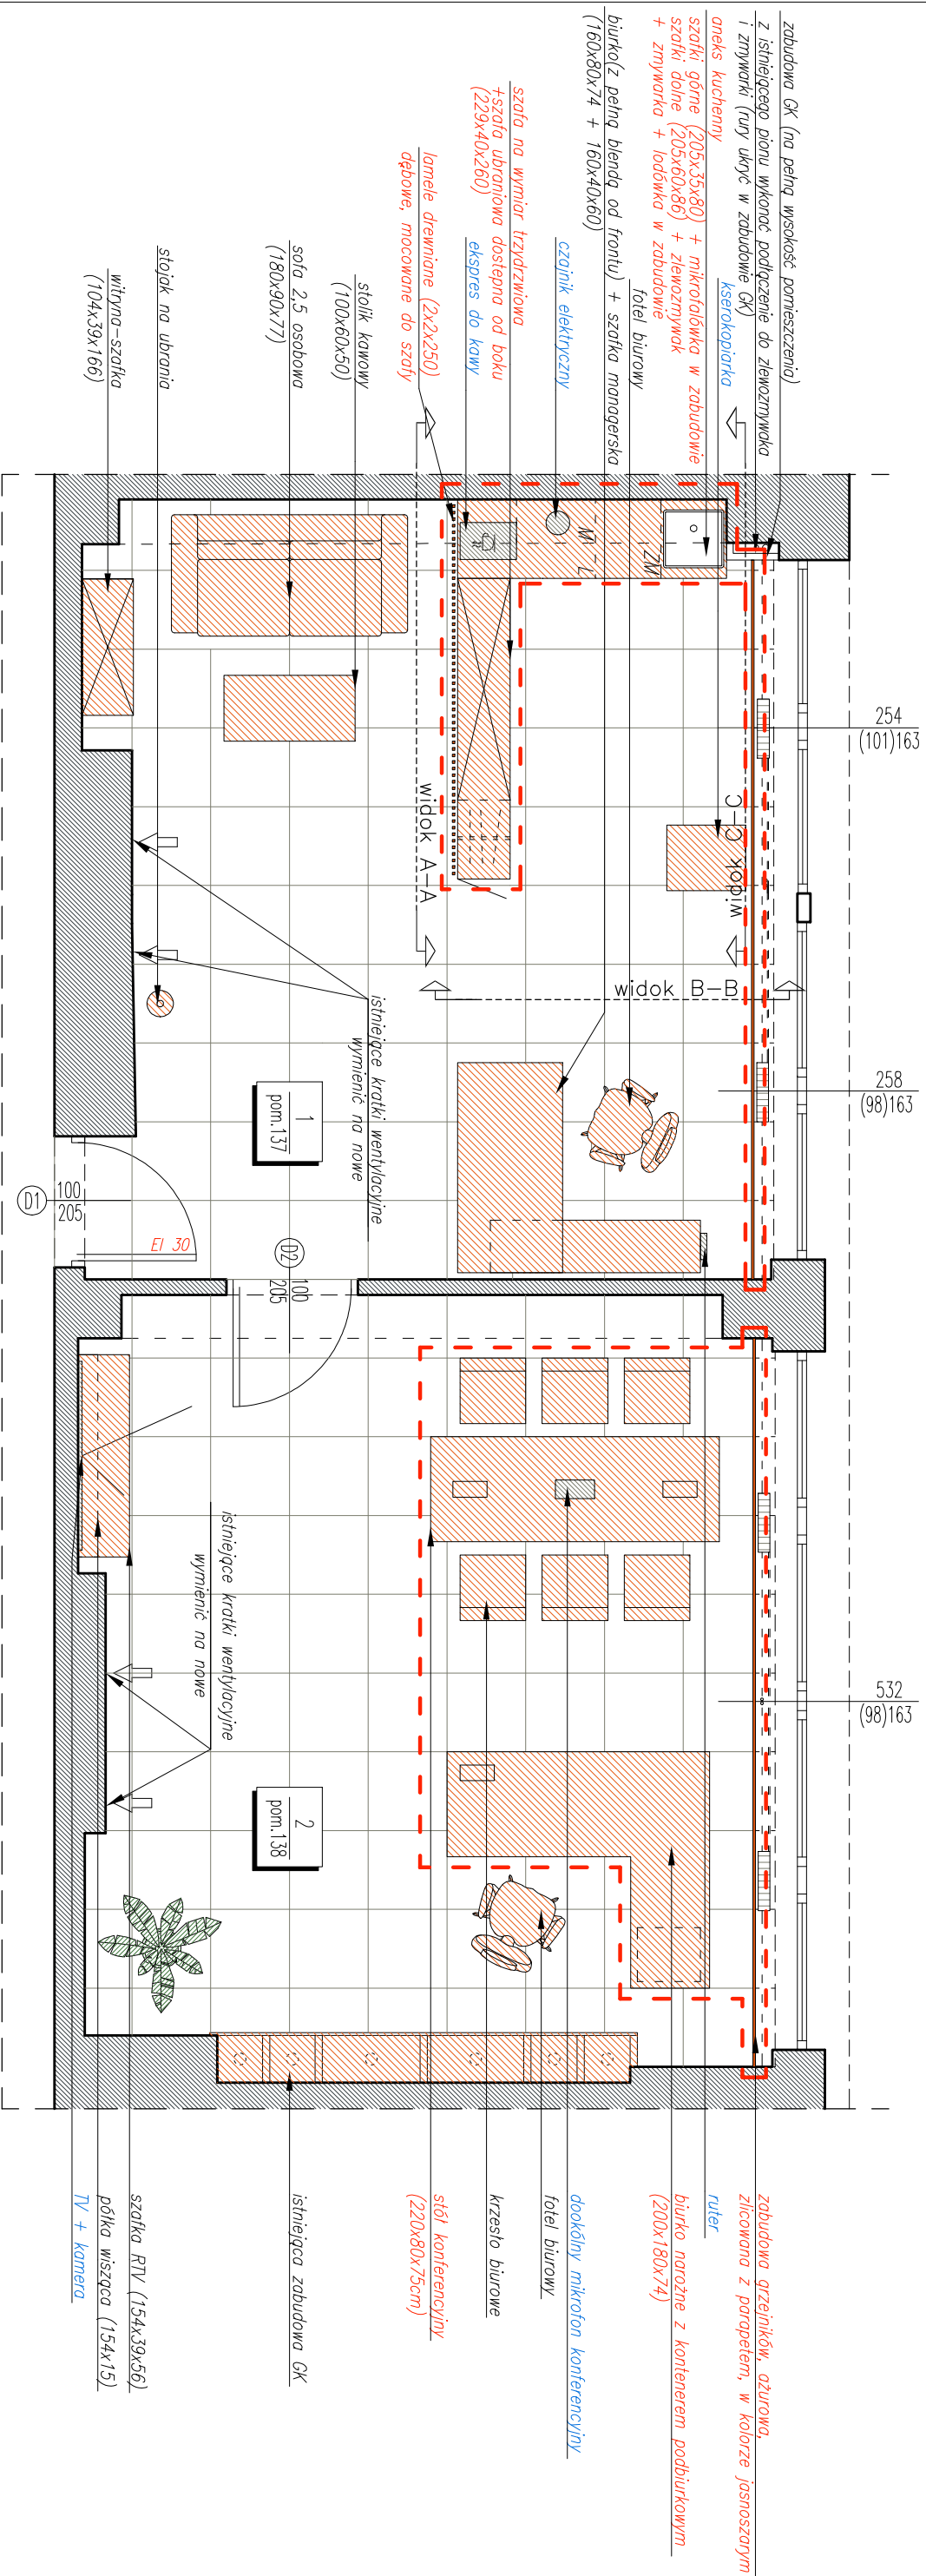 zabudowa GK (na pełną wysokość pomieszczenia)
z istniejącego pionu wykonać podłączenie do zlewozmywaka
i zmywarki (rury ukryć w zabudowie GK)
kserokopiarka
aneks kuchenny
szafki górne (205x35x80) + mikrofalówka w zabudowie
szafki dolne (205x60x86) + zlewozmywak
+ zmywarka + lodówka w zabudowie
fotel biurowy
biurko(z pełną blendą od frontu) + szafka managerska
(160x80x74 + 160x40x60)
czajnik elektryczny
szafa na wymiar trzydrzwiowa
+szafa ubraniowa dostępna od boku
(229x40x260)
ekspres do kawy
lamele drewniane (2x2x250)
dębowe, mocowane do szafy
stolik kawowy
(100x60x50)
sofa 2,5 osobowa
(180x90x77)
stojak na ubrania
witryna-szafka
(104x39x166)
ZM
M
L
254
(101)163
258
(98)163
532
(98)163
widok A-A
widok C-C
widok B-B
istniejące kratki wentylacyjne
wymienić na nowe
1
pom.137
D1
100
205
EI 30
D2
100
205
istniejące kratki wentylacyjne
wymienić na nowe
2
pom.138
zabudowa grzejników, ażurowa,
zlicowana z parapetem, w kolorze jasnoszarym
ruter
biurko narożne z kontenerem podbiurkowym
(200x180x74)
dookólny mikrofon konferencyjny
fotel biurowy
krzesło biurowe
stół konferencyjny
(220x80x75cm)
istniejąca zabudowa GK
szafka RTV (154x39x56)
półka wisząca (154x15)
TV + kamera